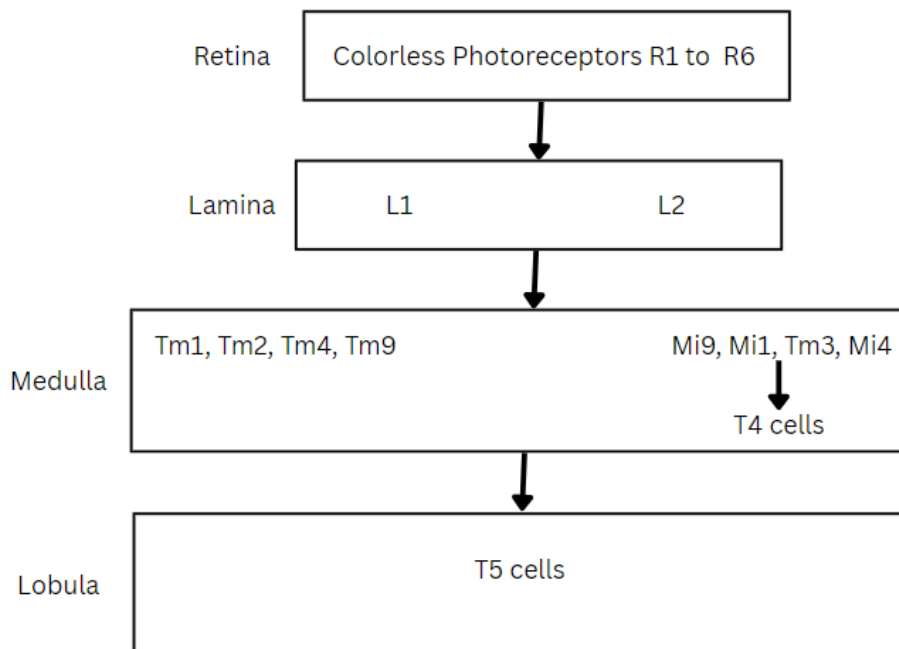 Retina
Colorless Photoreceptors R1 to R6
Lamina
L1
L2
Tm1, Tm2, Tm4, Tm9
Mi9, Mi1, Tm3, Mi4
Medulla
T4 cells
T5 cells
Lobula